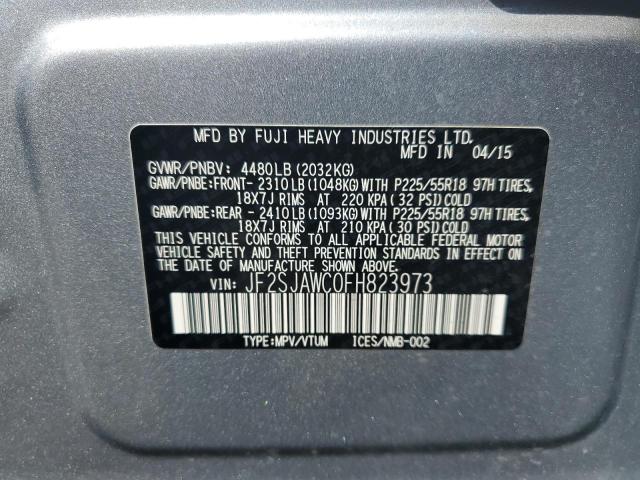 MFD BY FUJI HEAVY INDUSTRIES LTD.
MFD IN 04/15
GVWR/PNBV: 4480LB (2032KG)
GAWR/PNBE:FRONT- 2310LB (1048KG)WITH P225/55R18 97H TIRES,
18X7J RIMS AT 220 KPA ( 32 PSI) COLD
GAWR/PNBE:REAR - 2410LB (1093KG)WITH P225/55R18 97H TIRES,
18X7J RIMS AT 210 KPA ( 30 PSI) COLD
THIS VEHICLE CONFORMS TO ALL APPLICABLE FEDERAL MOTOR
VEHICLE SAFETY AND THEFT PREVENTION STANDARDS IN EFFECT
ON THE DATE OF MANUFACTURE SHOWN ABOVE.
VIN: JF2SJAWC0FH823973
TYPE:MPV/VTUM ICES/NMB-002